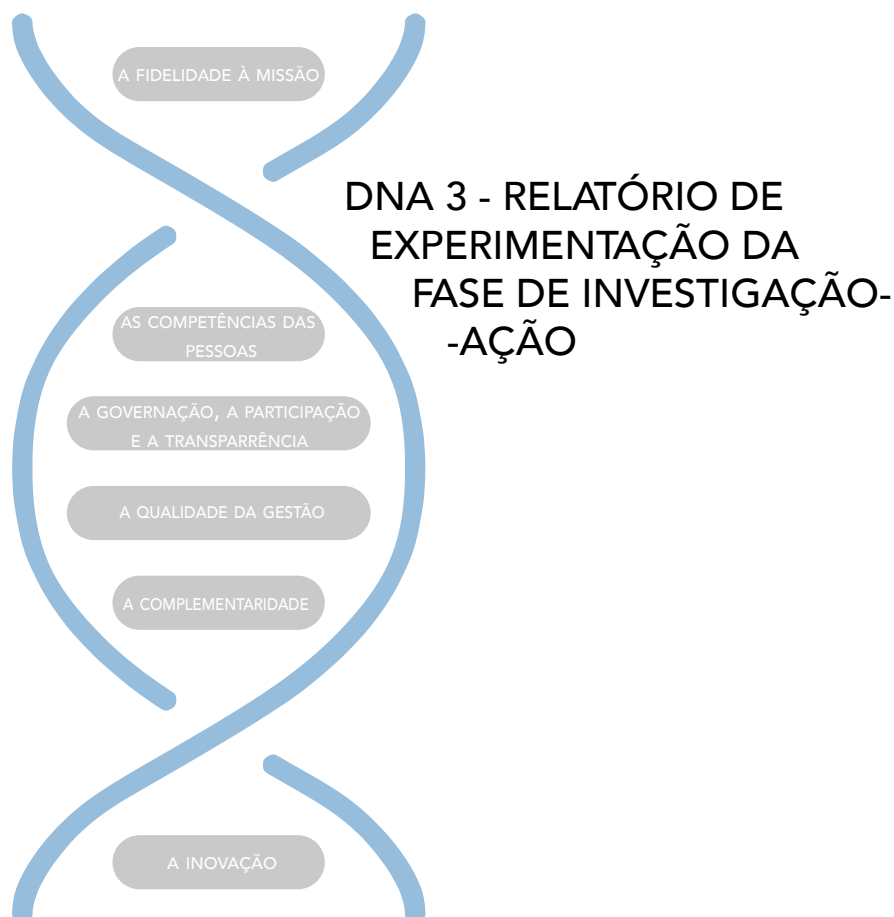 A FIDELIDADE À MISSÃO
DNA 3 - RELATÓRIO DE
EXPERIMENTAÇÃO DA
FASE DE INVESTIGAÇÃO-
-AÇÃO
AS COMPETÊNCIAS DAS
PESSOAS
A GOVERNAÇÃO, A PARTICIPAÇÃO
E A TRANSPARRÊNCIA
A QUALIDADE DA GESTÃO
A COMPLEMENTARIDADE
A INOVAÇÃO